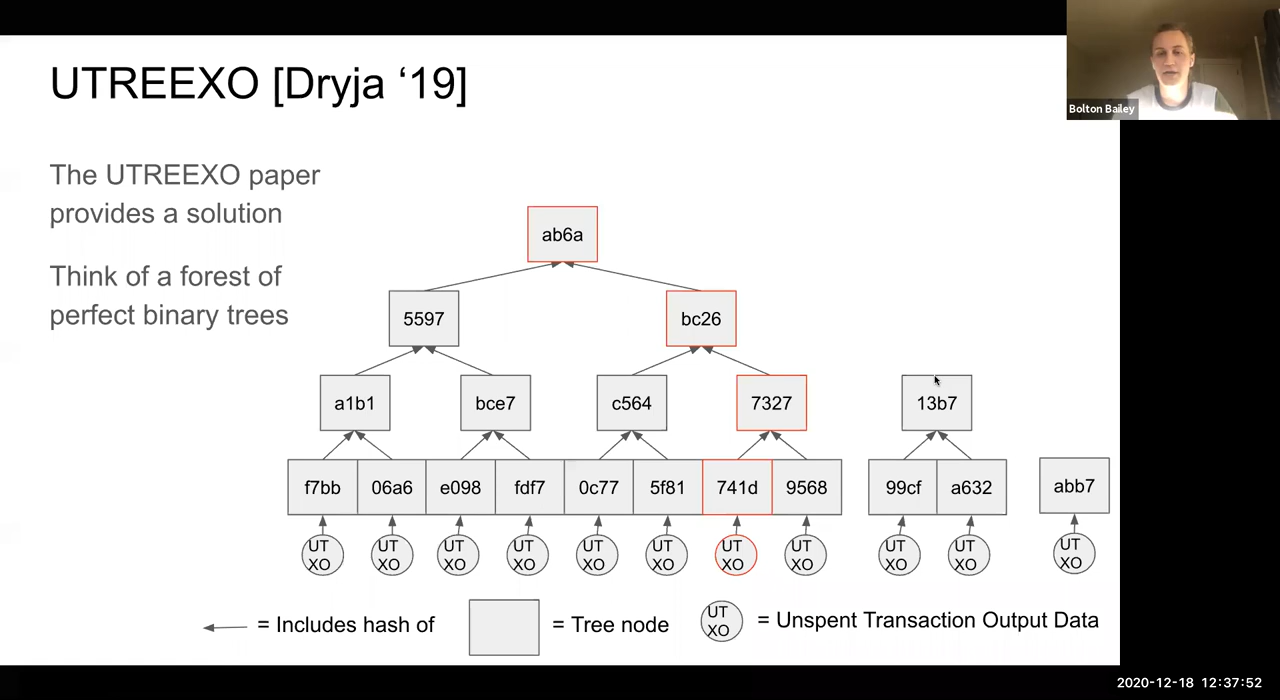 UTREEXO [Dryja ‘19]
Bolton Bailey
The UTREEXO paper
provides a solution
Think of a forest of
perfect binary trees
ab6a
5597
bc26
a1b1
bce7
c564
7327
13b7
f7bb
06a6
e098
fdf7
0c77
5f81
741d
9568
99cf
a632
abb7
UT
XO
UT
XO
UT
XO
UT
XO
UT
XO
UT
XO
UT
XO
UT
XO
UT
XO
UT
XO
UT
XO
= Includes hash of
= Tree node
UT
XO
= Unspent Transaction Output Data
2020-12-18 12:37:52